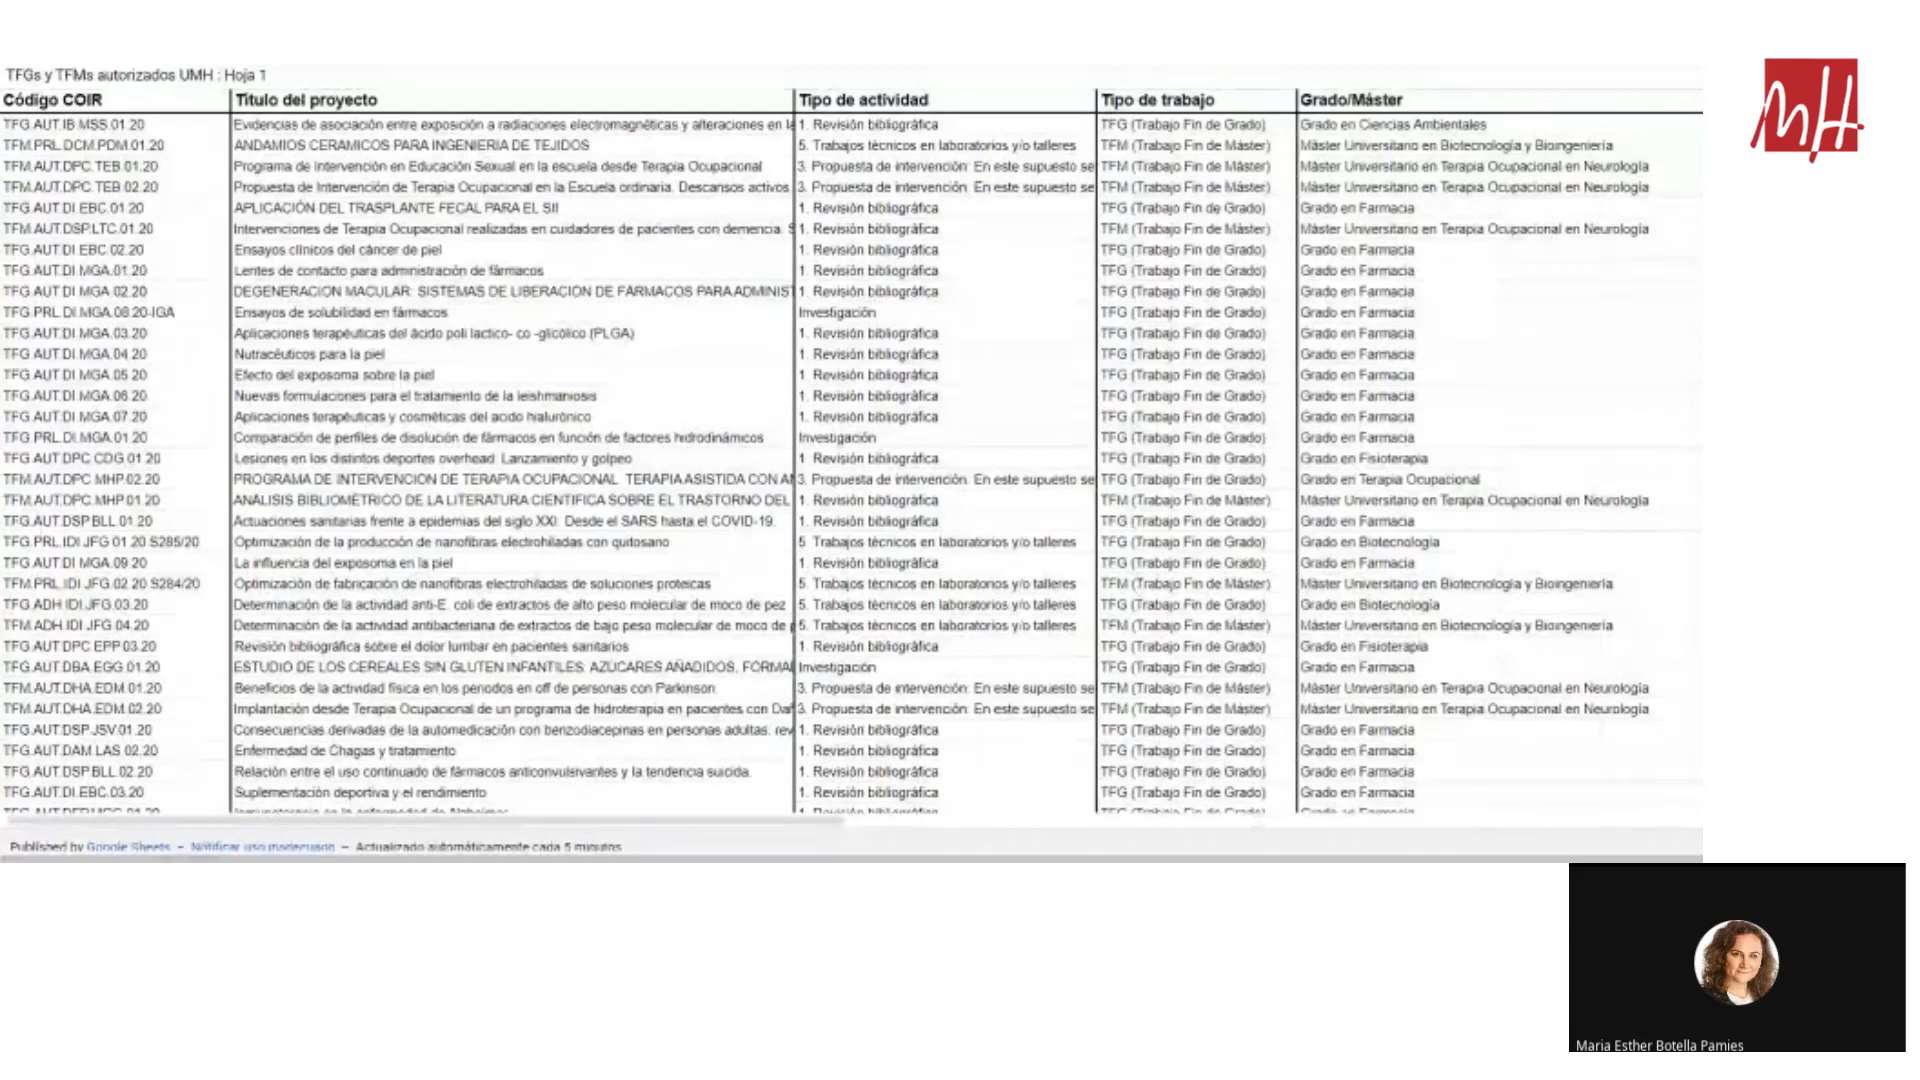 TFGs y TFMs autorizados UMH : Hoja 1
Código COIR Título del proyecto Tipo de actividad Tipo de trabajo Grado/Máster
TFG.AUT.IB.MSS.01.20 Evidencias de asociación entre exposición a radiaciones electromagnéticas y alteraciones en la 1. Revisión bibliográfica TFG (Trabajo Fin de Grado) Grado en Ciencias Ambientales
TFM.PRL.DCM.PDM.01.20 ANDAMIOS CERAMICOS PARA INGENIERIA DE TEJIDOS 5. Trabajos técnicos en laboratorios y/o talleres TFM (Trabajo Fin de Máster) Máster Universitario en Biotecnología y Bioingeniería
TFM.AUT.DPC.TEB.01.20 Programa de Intervención en Educación Sexual en la escuela desde Terapia Ocupacional 3. Propuesta de intervención: En este supuesto se TFM (Trabajo Fin de Máster) Máster Universitario en Terapia Ocupacional en Neurología
TFM.AUT.DPC.TEB.02.20 Propuesta de Intervención de Terapia Ocupacional en la Escuela ordinaria. Descansos activos 3. Propuesta de intervención: En este supuesto se TFM (Trabajo Fin de Máster) Máster Universitario en Terapia Ocupacional en Neurología
TFG.AUT.DI.EBC.01.20 APLICACIÓN DEL TRASPLANTE FECAL PARA EL SII 1. Revisión bibliográfica TFG (Trabajo Fin de Grado) Grado en Farmacia
TFM.AUT.DSP.LTC.01.20 Intervenciones de Terapia Ocupacional realizadas en cuidadores de pacientes con demencia. 1. Revisión bibliográfica TFM (Trabajo Fin de Máster) Máster Universitario en Terapia Ocupacional en Neurología
TFG.AUT.DI.EBC.02.20 Ensayos clínicos del cáncer de piel 1. Revisión bibliográfica TFG (Trabajo Fin de Grado) Grado en Farmacia
TFG.AUT.DI.MGA.01.20 Lentes de contacto para administración de fármacos 1. Revisión bibliográfica TFG (Trabajo Fin de Grado) Grado en Farmacia
TFG.AUT.DI.MGA.02.20 DEGENERACION MACULAR: SISTEMAS DE LIBERACION DE FARMACOS PARA ADMINIST 1. Revisión bibliográfica TFG (Trabajo Fin de Grado) Grado en Farmacia
TFG.PRL.DI.MGA.08.20-IGA Ensayos de solubilidad en fármacos Investigación TFG (Trabajo Fin de Grado) Grado en Farmacia
TFG.AUT.DI.MGA.03.20 Aplicaciones terapéuticas del ácido poli lactico- co -glicólico (PLGA) 1. Revisión bibliográfica TFG (Trabajo Fin de Grado) Grado en Farmacia
TFG.AUT.DI.MGA.04.20 Nutracéuticos para la piel 1. Revisión bibliográfica TFG (Trabajo Fin de Grado) Grado en Farmacia
TFG.AUT.DI.MGA.05.20 Efecto del exposoma sobre la piel 1. Revisión bibliográfica TFG (Trabajo Fin de Grado) Grado en Farmacia
TFG.AUT.DI.MGA.06.20 Nuevas formulaciones para el tratamiento de la leishmaniosis 1. Revisión bibliográfica TFG (Trabajo Fin de Grado) Grado en Farmacia
TFG.AUT.DI.MGA.07.20 Aplicaciones terapéuticas y cosméticas del acido hialurónico 1. Revisión bibliográfica TFG (Trabajo Fin de Grado) Grado en Farmacia
TFG.PRL.DI.MGA.01.20 Comparación de perfiles de disolución de fármacos en función de factores hidrodinámicos Investigación TFG (Trabajo Fin de Grado) Grado en Farmacia
TFG.AUT.DPC.CDG.01.20 Lesiones en los distintos deportes overhead: Lanzamiento y golpeo 1. Revisión bibliográfica TFG (Trabajo Fin de Grado) Grado en Fisioterapia
TFM.AUT.DPC.MHP.02.20 PROGRAMA DE INTERVENCION DE TERAPIA OCUPACIONAL TERAPIA ASISTIDA CON AN 3. Propuesta de intervención: En este supuesto se TFG (Trabajo Fin de Grado) Grado en Terapia Ocupacional
TFM.AUT.DPC.MHP.01.20 ANÁLISIS BIBLIOMÉTRICO DE LA LITERATURA CIENTIFICA SOBRE EL TRASTORNO DEL 1. Revisión bibliográfica TFM (Trabajo Fin de Máster) Máster Universitario en Terapia Ocupacional en Neurología
TFG.AUT.DSP.BLL.01.20 Actuaciones sanitarias frente a epidemias del siglo XXI: Desde el SARS hasta el COVID-19. 1. Revisión bibliográfica TFG (Trabajo Fin de Grado) Grado en Farmacia
TFG.PRL.IDI.JFG.01.20 S285/20 Optimización de la producción de nanofibras electrohiladas con quitosano 5. Trabajos técnicos en laboratorios y/o talleres TFG (Trabajo Fin de Grado) Grado en Biotecnología
TFG.AUT.DI.MGA.09.20 La influencia del exposoma en la piel 1. Revisión bibliográfica TFG (Trabajo Fin de Grado) Grado en Farmacia
TFM.PRL.IDI.JFG.02.20 S284/20 Optimización de fabricación de nanofibras electrohiladas de soluciones proteicas 5. Trabajos técnicos en laboratorios y/o talleres TFM (Trabajo Fin de Máster) Máster Universitario en Biotecnología y Bioingeniería
TFG.ADH.IDI.JFG.03.20 Determinación de la actividad anti-E. coli de extractos de alto peso molecular de moco de pez 5. Trabajos técnicos en laboratorios y/o talleres TFG (Trabajo Fin de Grado) Grado en Biotecnología
TFM.ADH.IDI.JFG.04.20 Determinación de la actividad antibacteriana de extractos de bajo peso molecular de moco de p 5. Trabajos técnicos en laboratorios y/o talleres TFM (Trabajo Fin de Máster) Máster Universitario en Biotecnología y Bioingeniería
TFG.AUT.DPC.EPP.03.20 Revisión bibliográfica sobre el dolor lumbar en pacientes sanitarios 1. Revisión bibliográfica TFG (Trabajo Fin de Grado) Grado en Fisioterapia
TFG.AUT.DBA.EGG.01.20 ESTUDIO DE LOS CEREALES SIN GLUTEN INFANTILES: AZÚCARES AÑADIDOS, FORMAI Investigación TFG (Trabajo Fin de Grado) Grado en Farmacia
TFM.AUT.DHA.EDM.01.20 Beneficios de la actividad física en los periodos en off de personas con Parkinson. 3. Propuesta de intervención: En este supuesto se TFM (Trabajo Fin de Máster) Máster Universitario en Terapia Ocupacional en Neurología
TFM.AUT.DHA.EDM.02.20 Implantación desde Terapia Ocupacional de un programa de hidroterapia en pacientes con Dañ 3. Propuesta de intervención: En este supuesto se TFM (Trabajo Fin de Máster) Máster Universitario en Terapia Ocupacional en Neurología
TFG.AUT.DSP.JSV.01.20 Consecuencias derivadas de la automedicación con benzodiacepinas en personas adultas: rev 1. Revisión bibliográfica TFG (Trabajo Fin de Grado) Grado en Farmacia
TFG.AUT.DAM.LAS.02.20 Enfermedad de Chagas y tratamiento 1. Revisión bibliográfica TFG (Trabajo Fin de Grado) Grado en Farmacia
TFG.AUT.DSP.BLL.02.20 Relación entre el uso continuado de fármacos anticonvulsivantes y la tendencia suicida. 1. Revisión bibliográfica TFG (Trabajo Fin de Grado) Grado en Farmacia
TFG.AUT.DI.EBC.03.20 Suplementación deportiva y el rendimiento 1. Revisión bibliográfica TFG (Trabajo Fin de Grado) Grado en Farmacia
Published by Google Sheets – Notificar uso inadecuado – Actualizado automáticamente cada 5 minutos
MH
Maria Esther Botella Pamies